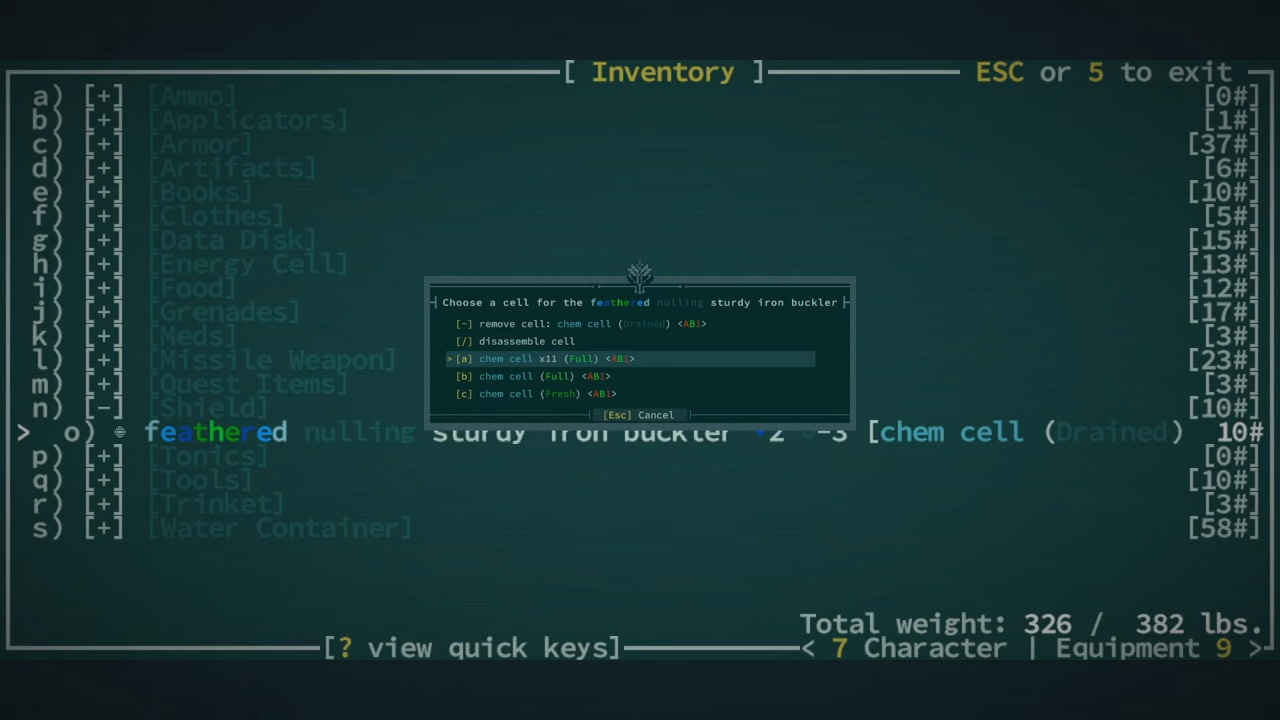 [ Inventory ] ESC or 5 to exit
a) [+] [Ammo] [0#]
b) [+] [Applicators] [1#]
c) [+] [Armor] [37#]
d) [+] [Artifacts] [6#]
e) [+] [Books] [10#]
f) [+] [Clothes] [5#]
g) [+] [Data Disk] [15#]
h) [+] [Energy Cell] [13#]
i) [+] [Food] [12#]
j) [+] [Grenades] [17#]
k) [+] [Meds] [3#]
l) [+] [Missile Weapon] [23#]
m) [+] [Quest Items] [3#]
n) [-] [Shield] [10#]
> o) feathered nulling sturdy iron buckler 2 -3 [chem cell (Drained) 10#
p) [+] [Tonics] [0#]
q) [+] [Tools] [10#]
r) [+] [Trinket] [3#]
s) [+] [Water Container] [58#]
Choose a cell for the feathered nulling sturdy iron buckler
[-] remove cell: chem cell (Drained) <AB1>
[/] disassemble cell
>[a] chem cell x11 (Full) <AB1>
[b] chem cell (Full) <AB1>
[c] chem cell (Fresh) <AB1>
[Esc] Cancel
Total weight: 326 / 382 lbs.
[? view quick keys] < 7 Character | Equipment 9 >